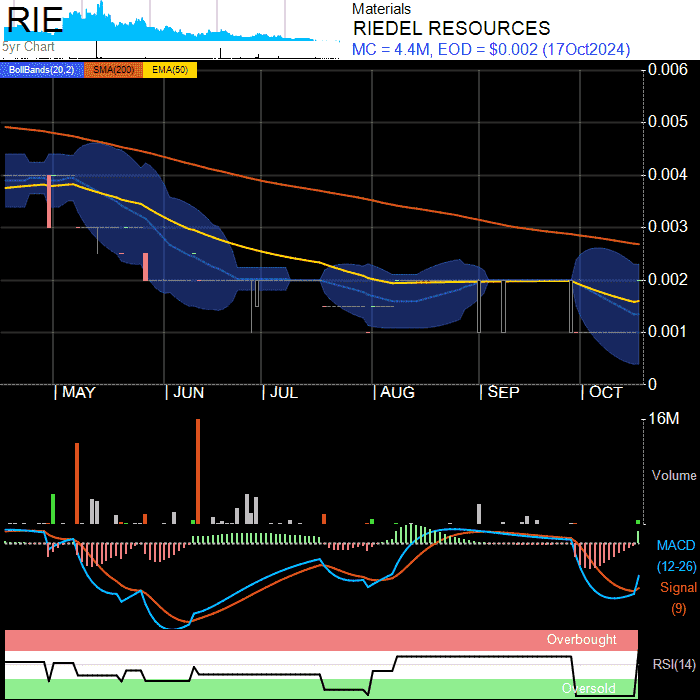 RIE
5yr Chart
Materials
RIEDEL RESOURCES
MC = 4.4M, EOD = $0.002 (17Oct2024)
BollBands(20,2) SMA(200) EMA(50)
0.006
0.005
0.004
0.003
0.002
0.001
0
MAY JUN JUL AUG SEP OCT
16M
Volume
MACD
(12-26)
Signal
(9)
Overbought
RSI(14)
Oversold